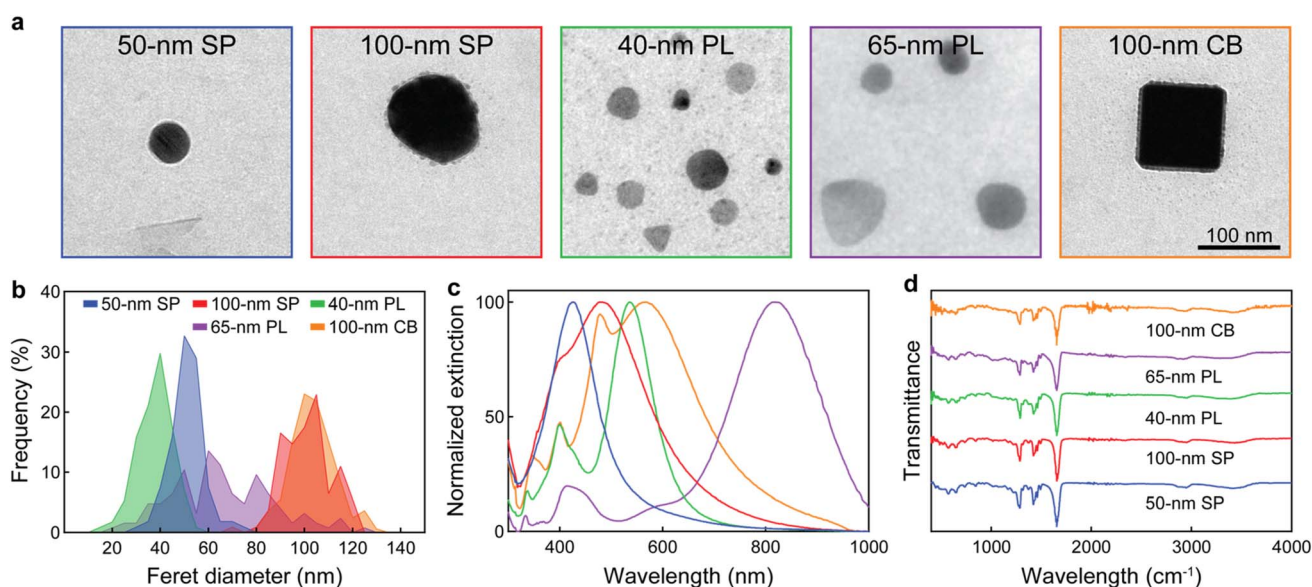 a
50-nm SP 100-nm SP 40-nm PL 65-nm PL 100-nm CB
100 nm
b
40
30
20
10
0
50-nm SP 100-nm SP 40-nm PL
65-nm PL 100-nm CB
Frequency (%)
20 40 60 80 100 120 140
Feret diameter (nm)
c
100
50
0
Normalized extinction
400 600 800 1000
Wavelength (nm)
d
100-nm CB
65-nm PL
40-nm PL
100-nm SP
50-nm SP
Transmittance
1000 2000 3000 4000
Wavelength (cm⁻¹)